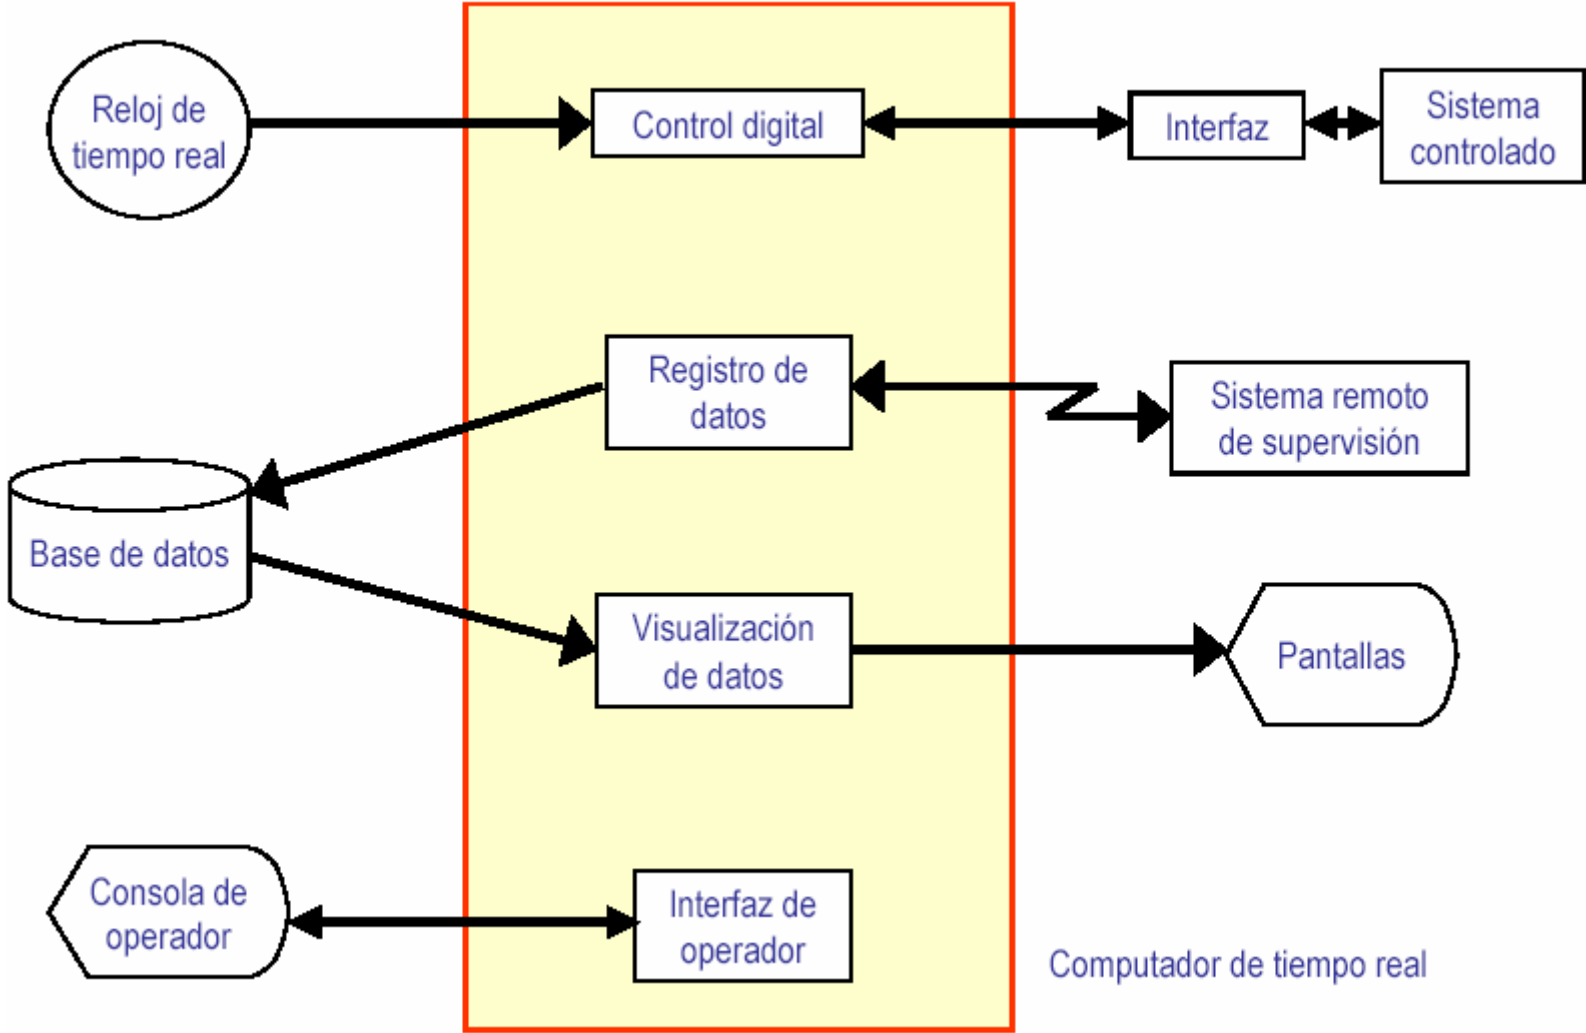 Reloj de
tiempo real
Control digital
Interfaz
Sistema
controlado
Registro de
datos
Sistema remoto
de supervisión
Base de datos
Visualización
de datos
Pantallas
Consola de
operador
Interfaz de
operador
Computador de tiempo real